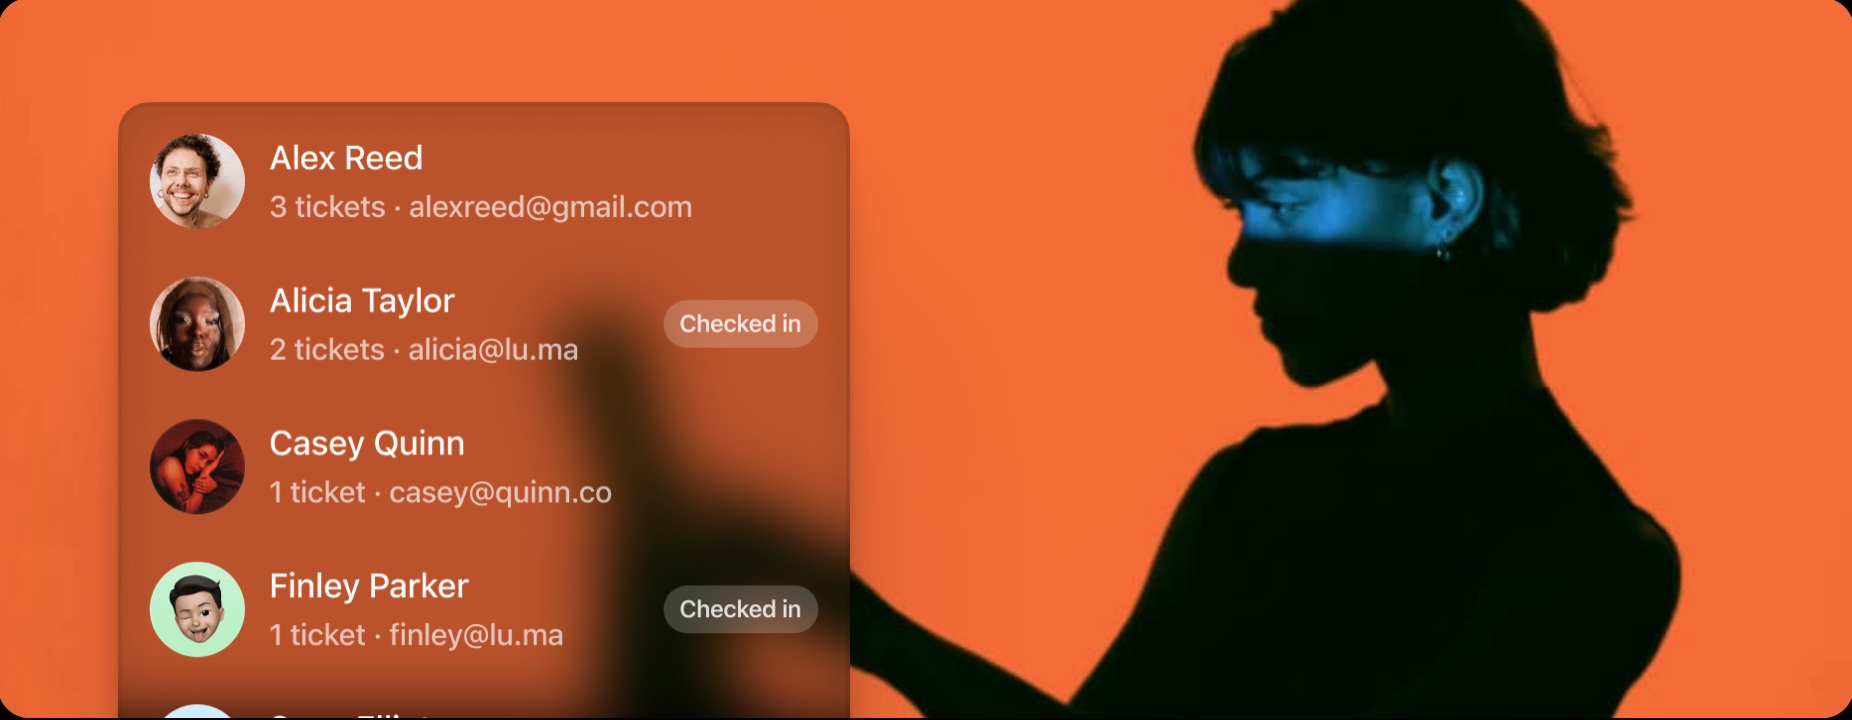 Alex Reed
3 tickets · alexreed@gmail.com
Alicia Taylor
2 tickets · alicia@lu.ma
Checked in
Casey Quinn
1 ticket · casey@quinn.co
Finley Parker
1 ticket · finley@lu.ma
Checked in